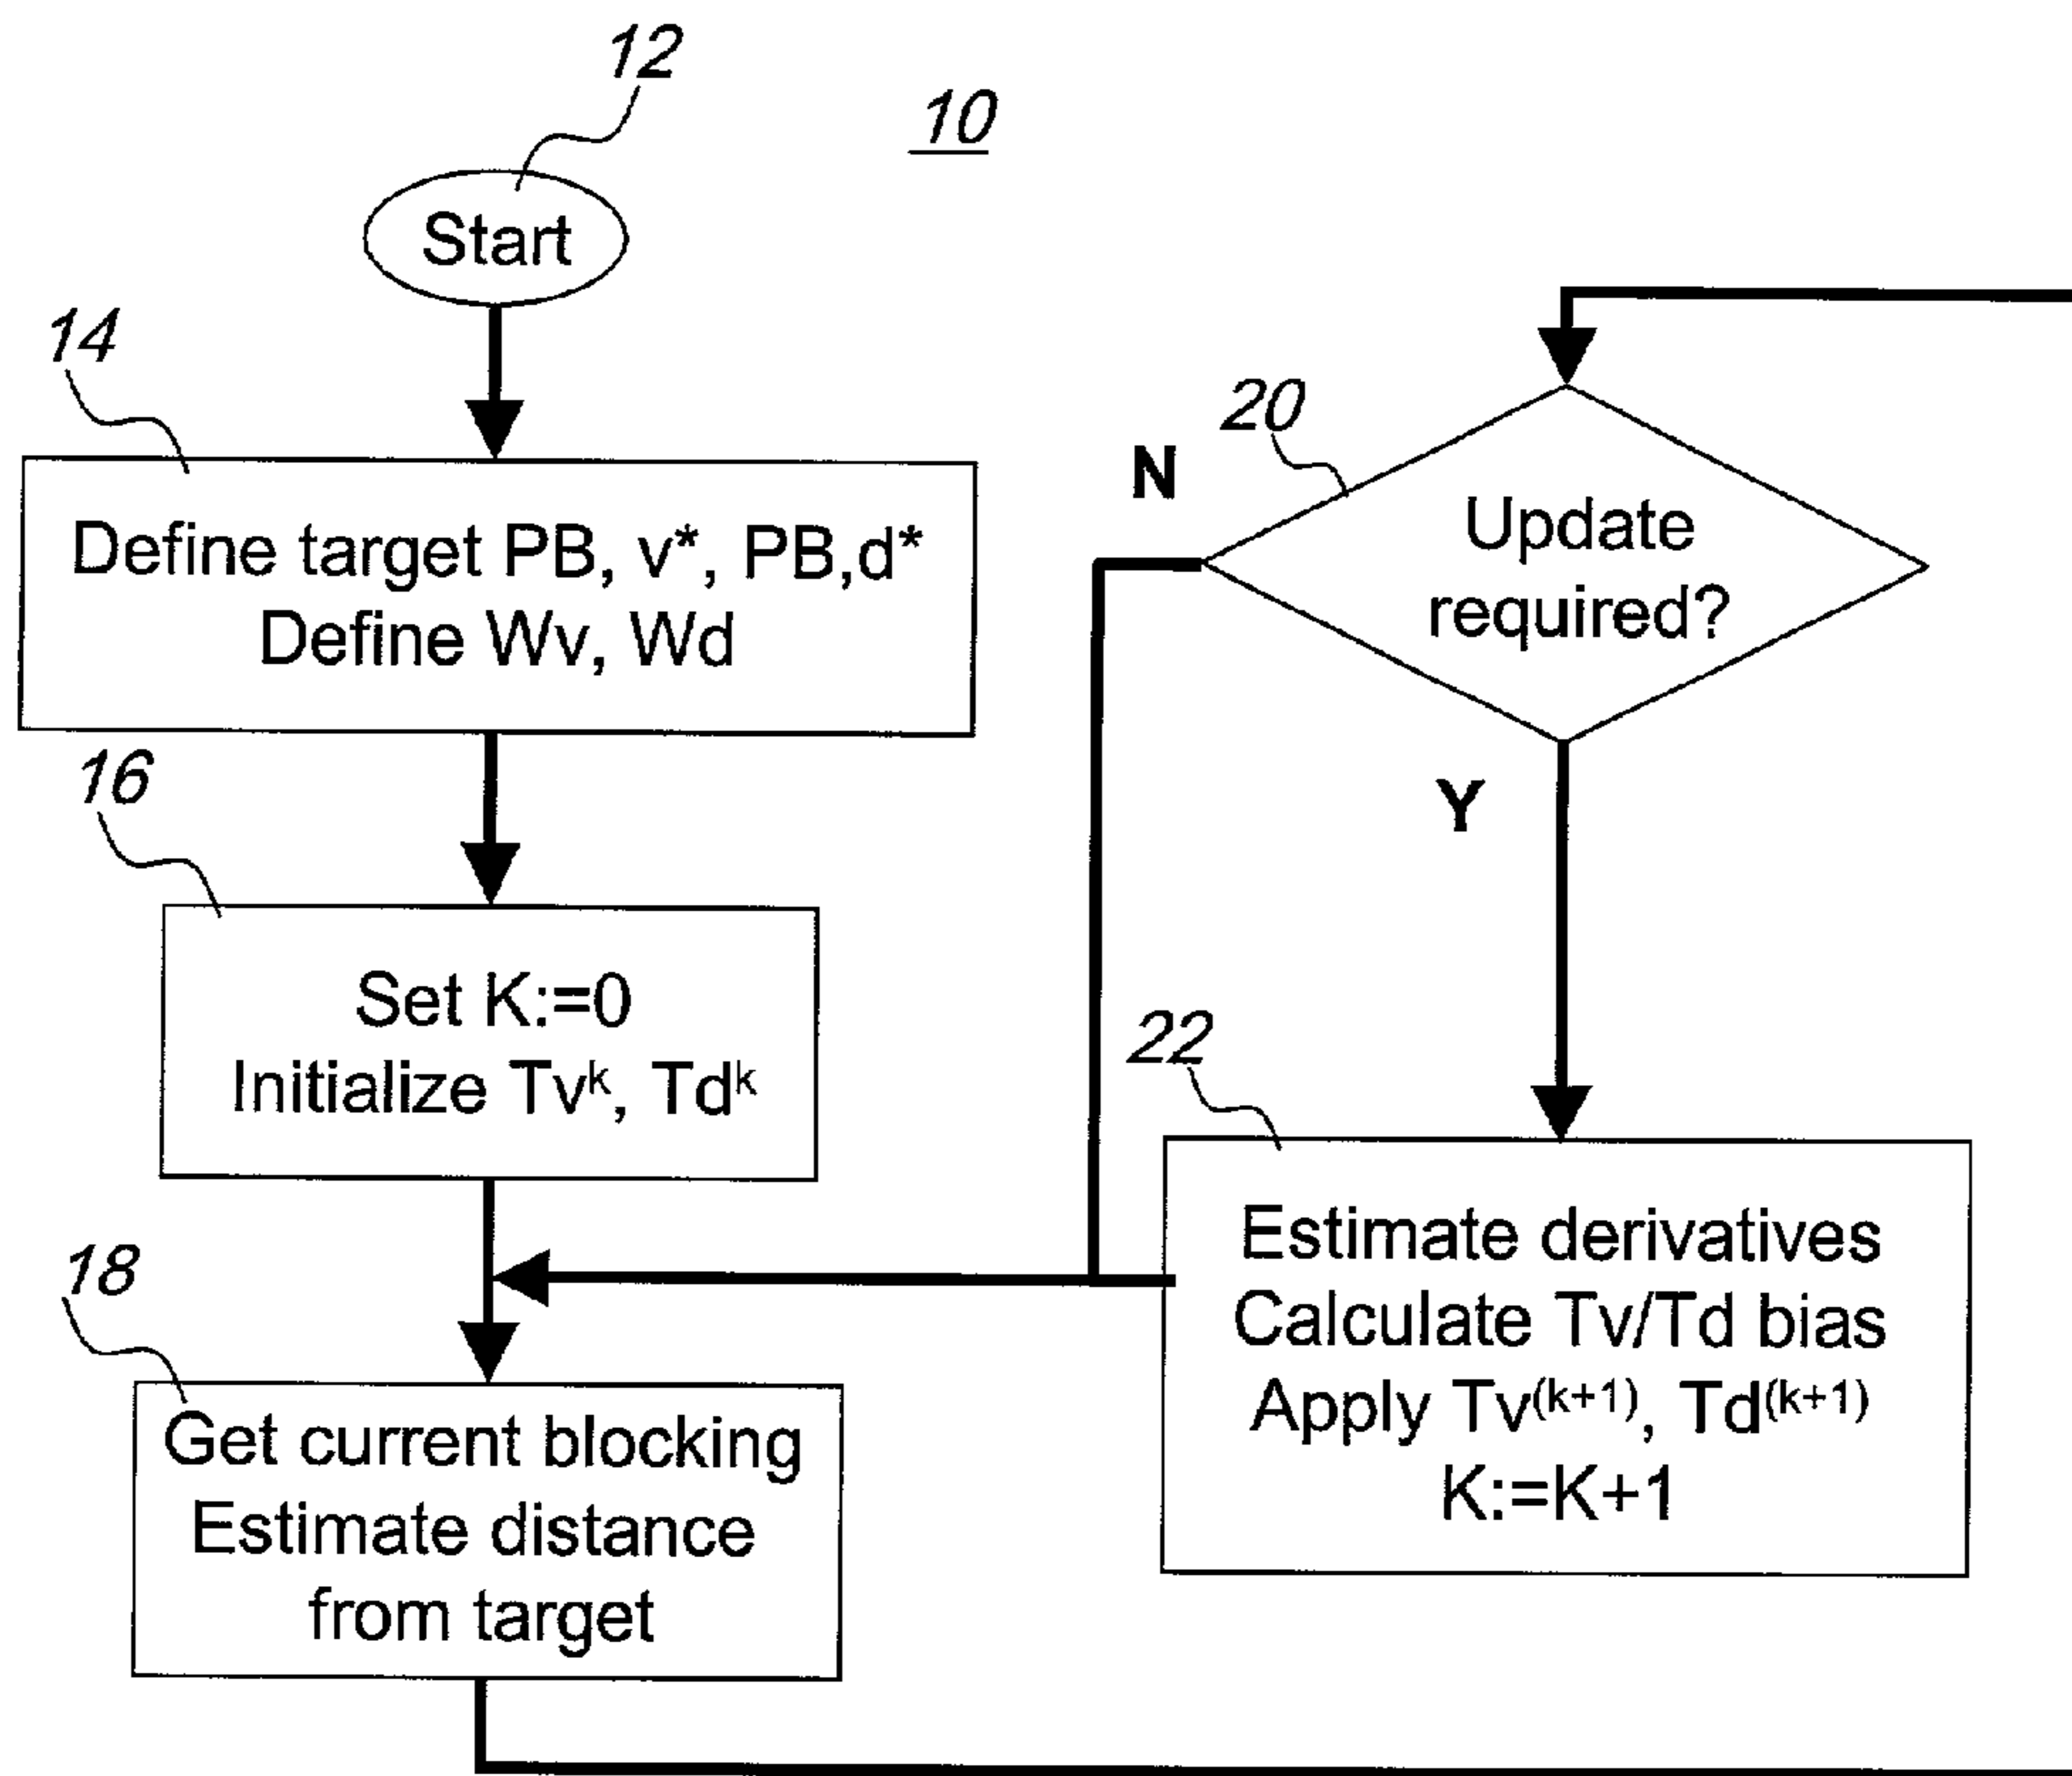 12
10
Start
14
Define target PB, v*, PB,d*
Define Wv, Wd
16
Set K:=0
Initialize Tvᵏ, Tdᵏ
18
Get current blocking
Estimate distance
from target
20
N
Update
required?
Y
22
Estimate derivatives
Calculate Tv/Td bias
Apply Tv⁽ᵏ⁺¹⁾, Td⁽ᵏ⁺¹⁾
K:=K+1